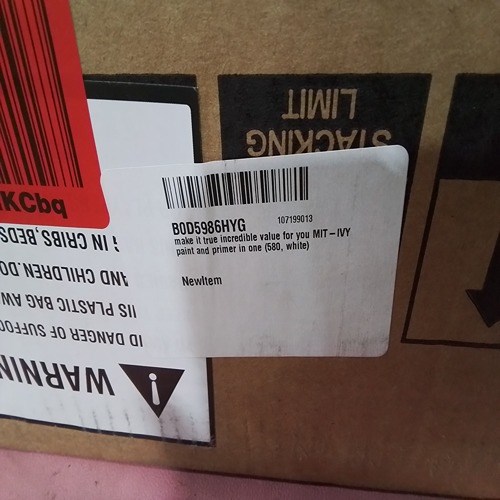 KCbq
STACKING
LIMIT
B0D5986HYG
107199013
make it true incredible value for you MIT-IVY
paint and primer in one (580, white)
NewItem
WARNIN
ID DANGER OF SUFFOC
IIS PLASTIC BAG AW
AND CHILDREN.DO
IN CRIBS,BEDS